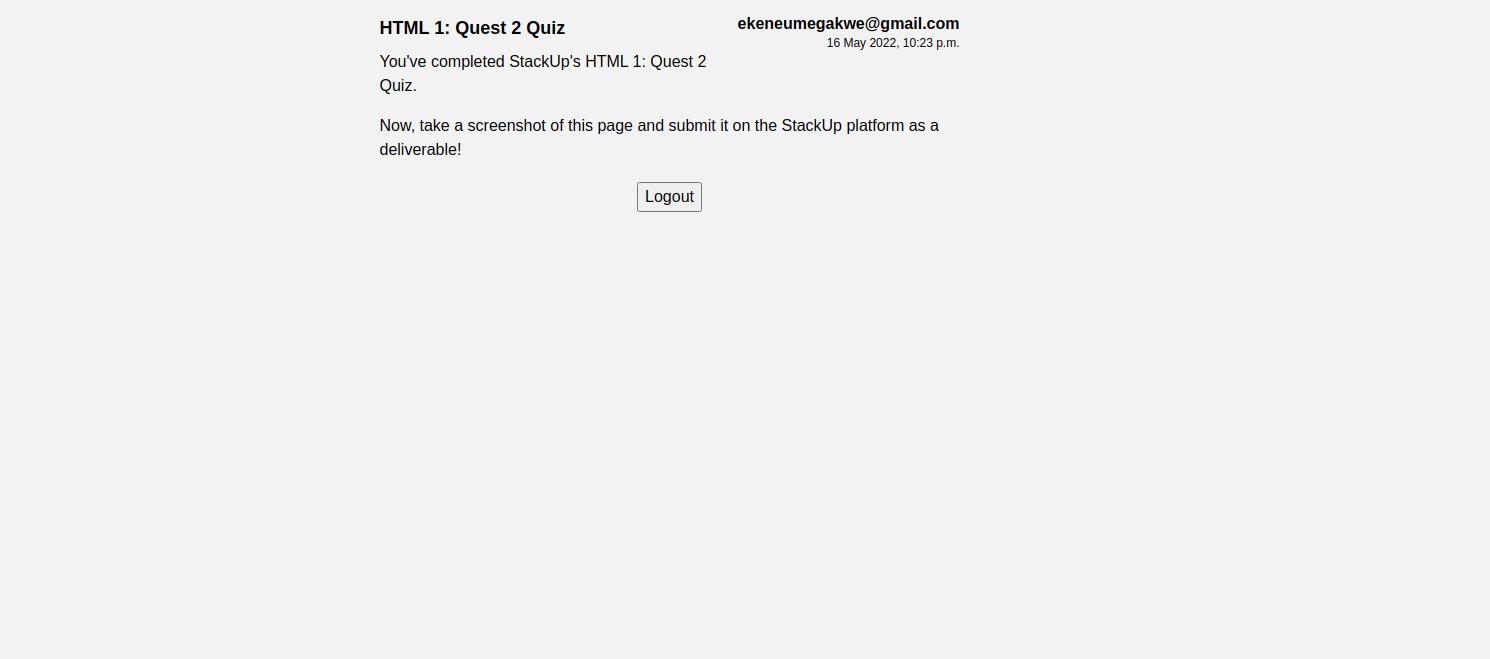 HTML 1: Quest 2 Quiz
ekeneumegakwe@gmail.com
16 May 2022, 10:23 p.m.
You've completed StackUp's HTML 1: Quest 2
Quiz.
Now, take a screenshot of this page and submit it on the StackUp platform as a
deliverable!
Logout